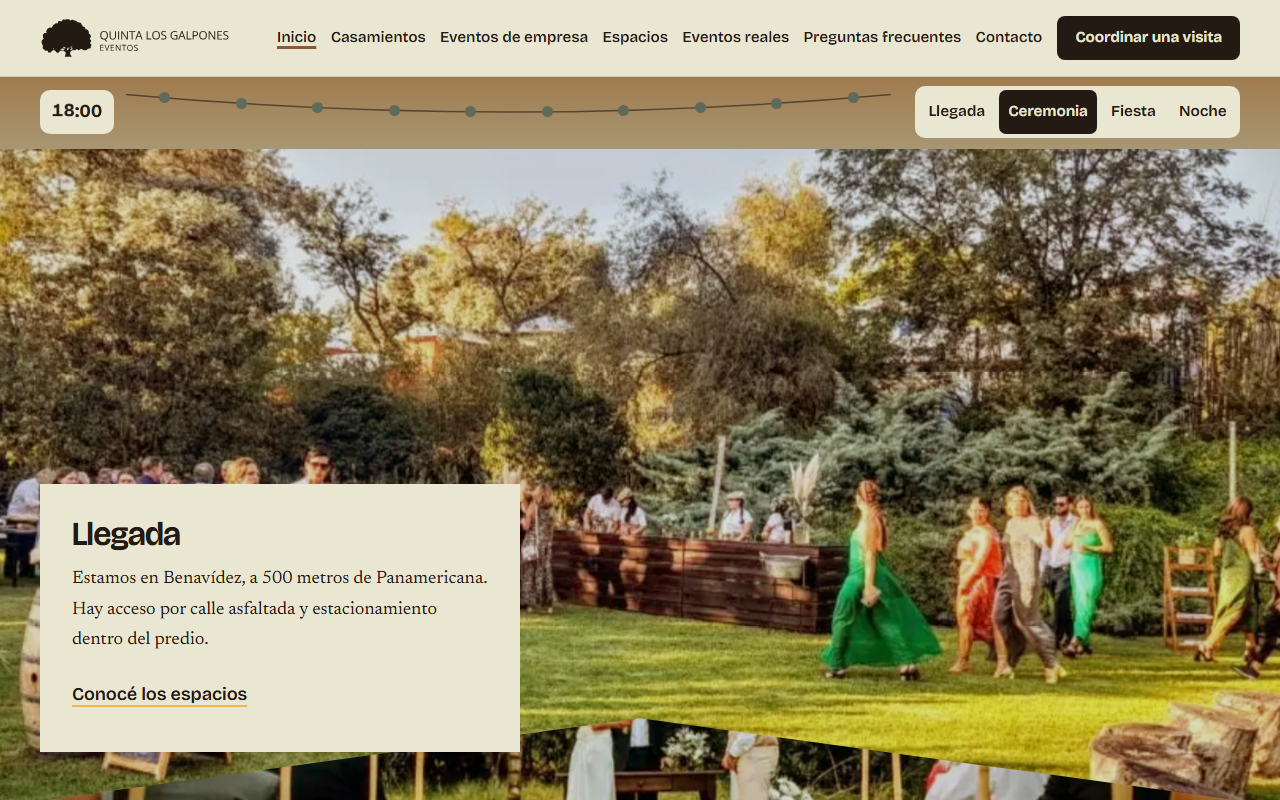 QUINTA LOS GALPONES
EVENTOS
Inicio Casamientos Eventos de empresa Espacios Eventos reales Preguntas frecuentes Contacto Coordinar una visita
18:00 Llegada Ceremonia Fiesta Noche
Llegada
Estamos en Benavídez, a 500 metros de Panamericana.
Hay acceso por calle asfaltada y estacionamiento
dentro del predio.
Conocé los espacios